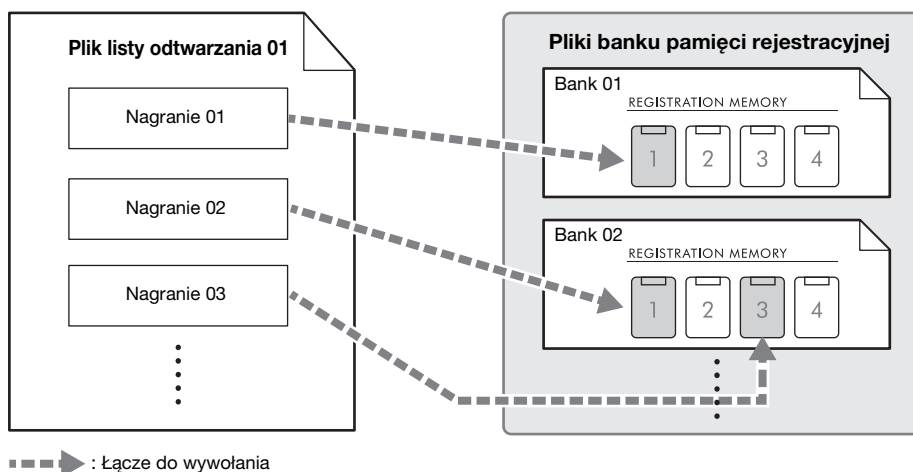 Plik listy odtwarzania 01
Nagranie 01
Nagranie 02
Nagranie 03
Pliki banku pamięci rejestracyjnej
Bank 01
REGISTRATION MEMORY
1 2 3 4
Bank 02
REGISTRATION MEMORY
1 2 3 4
: Łącze do wywołania